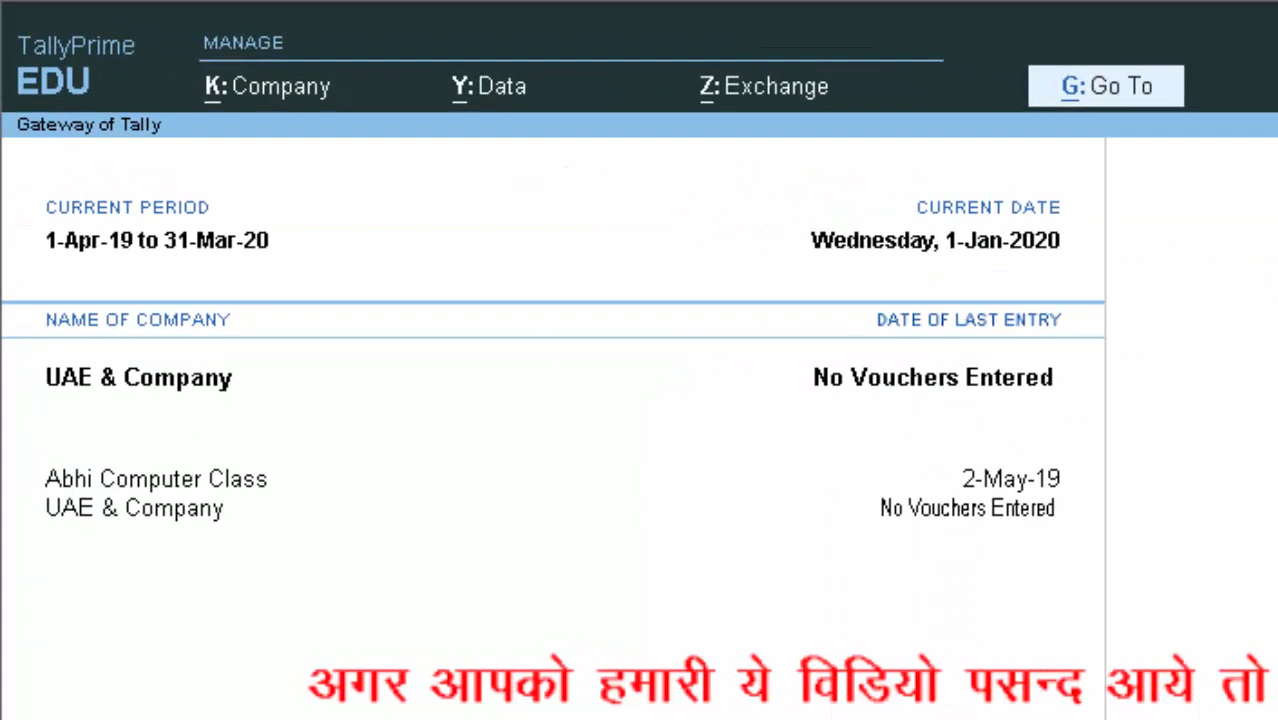 TallyPrime
EDU
MANAGE
K: Company Y: Data Z: Exchange G: Go To
Gateway of Tally
CURRENT PERIOD CURRENT DATE
1-Apr-19 to 31-Mar-20 Wednesday, 1-Jan-2020
NAME OF COMPANY DATE OF LAST ENTRY
UAE & Company No Vouchers Entered
Abhi Computer Class 2-May-19
UAE & Company No Vouchers Entered
अगर आपको हमारी ये विडियो पसन्द आये तो